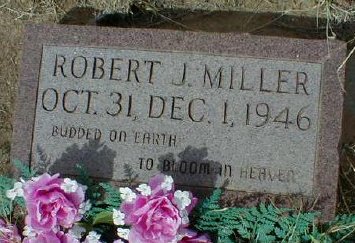 ROBERT J. MILLER
OCT. 31, DEC. 1, 1946
BUDDED ON EARTH
TO BLOOM IN HEAVEN